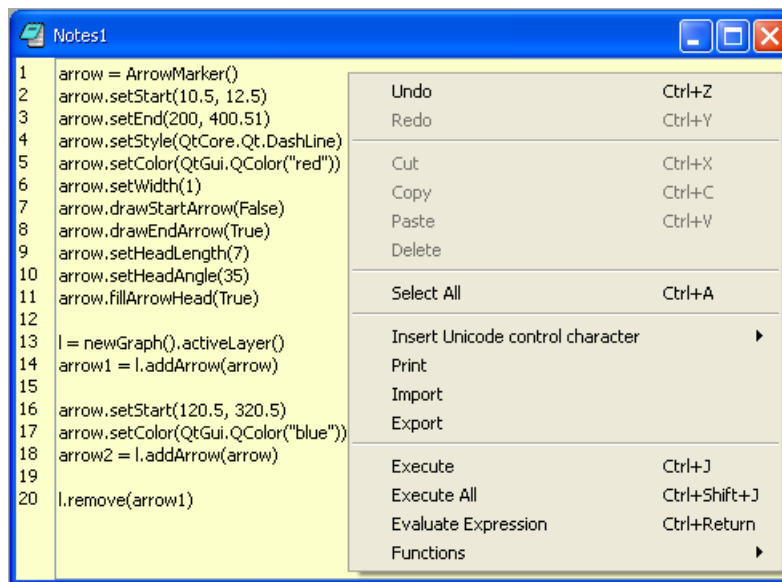 Notes1
1 arrow = ArrowMarker()
2 arrow.setStart(10.5, 12.5)
3 arrow.setEnd(200, 400.51)
4 arrow.setStyle(QtCore.Qt.DashLine)
5 arrow.setColor(QtGui.QColor("red"))
6 arrow.setWidth(1)
7 arrow.drawStartArrow(False)
8 arrow.drawEndArrow(True)
9 arrow.setHeadLength(7)
10 arrow.setHeadAngle(35)
11 arrow.fillArrowHead(True)
12
13 l = newGraph().activeLayer()
14 arrow1 = l.addArrow(arrow)
15
16 arrow.setStart(120.5, 320.5)
17 arrow.setColor(QtGui.QColor("blue"))
18 arrow2 = l.addArrow(arrow)
19
20 l.remove(arrow1)
Undo Ctrl+Z
Redo Ctrl+Y
Cut Ctrl+X
Copy Ctrl+C
Paste Ctrl+V
Delete
Select All Ctrl+A
Insert Unicode control character
Print
Import
Export
Execute Ctrl+J
Execute All Ctrl+Shift+J
Evaluate Expression Ctrl+Return
Functions